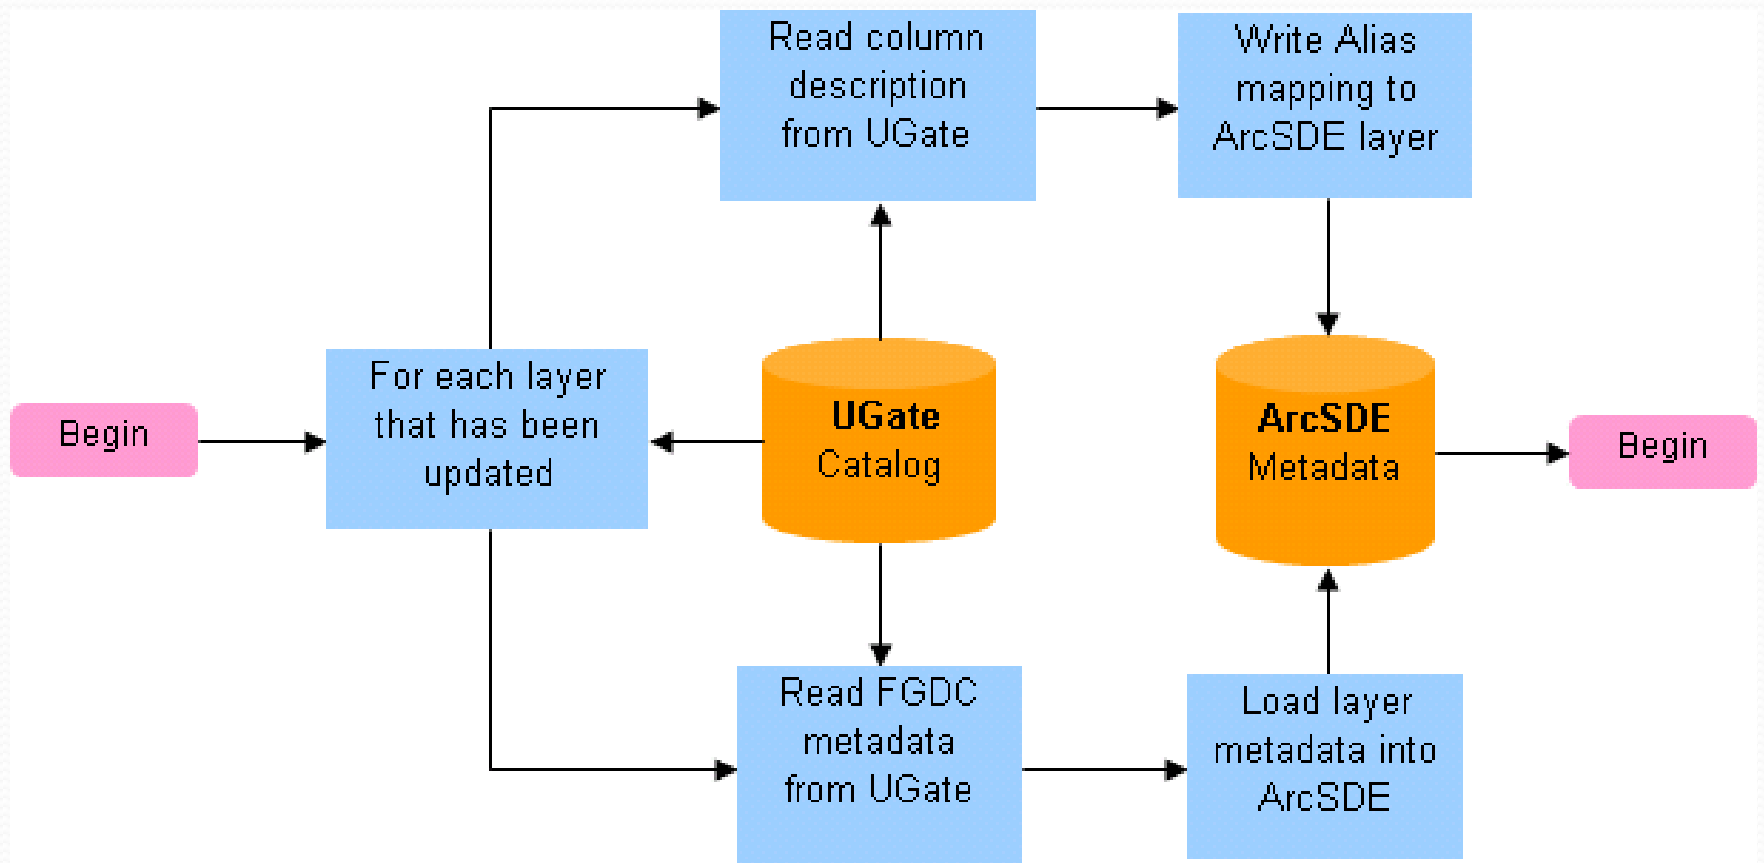 Read column
description
from UGate
Write Alias
mapping to
ArcSDE layer
Begin
For each layer
that has been
updated
UGate
Catalog
ArcSDE
Metadata
Begin
Read FGDC
metadata
from UGate
Load layer
metadata into
ArcSDE